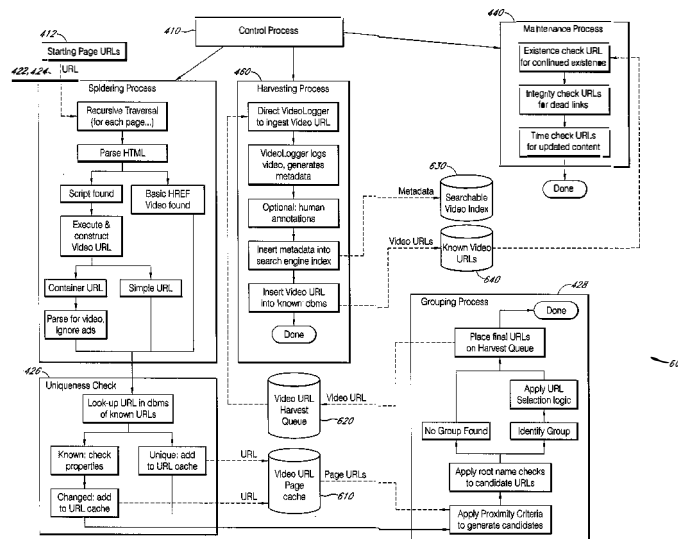 412
Starting Page URLs
410
Control Process
440
Maintenance Process
Existence check URL
for continued existence
Integrity check URLs
for dead links
Time check URLs
for updated content
Done
422, 424
URL
Spidering Process
Recursive Traversal
(for each page...)
Parse HTML
Script found
Basic HREF
Video found
Execute &
construct
Video URL
Container URL
Simple URL
Parse for video,
ignore ads
460
Harvesting Process
Direct VideoLogger
to ingest Video URL
VideoLogger logs
video, generates
metadata
Optional: human
annotations
Insert metadata into
search engine index
Insert Video URL
into known dbms
Done
Metadata
630
Searchable
Video Index
Video URLs
Known Video
URLs
640
426
Uniqueness Check
Look-up URL in dbms
of known URLs
Known: check
properties
Unique: add
to URL cache
Changed: add
to URL cache
URL
URL
Video URL
Harvest
Queue
620
Video URL
Video URL
Page
cache
610
Page URLs
428
Grouping Process
Done
Place final URLs
on Harvest Queue
Apply URL
Selection logic
No Group Found
Identify Group
Apply root name checks
to candidate URLs
Apply Proximity Criteria
to generate candidates